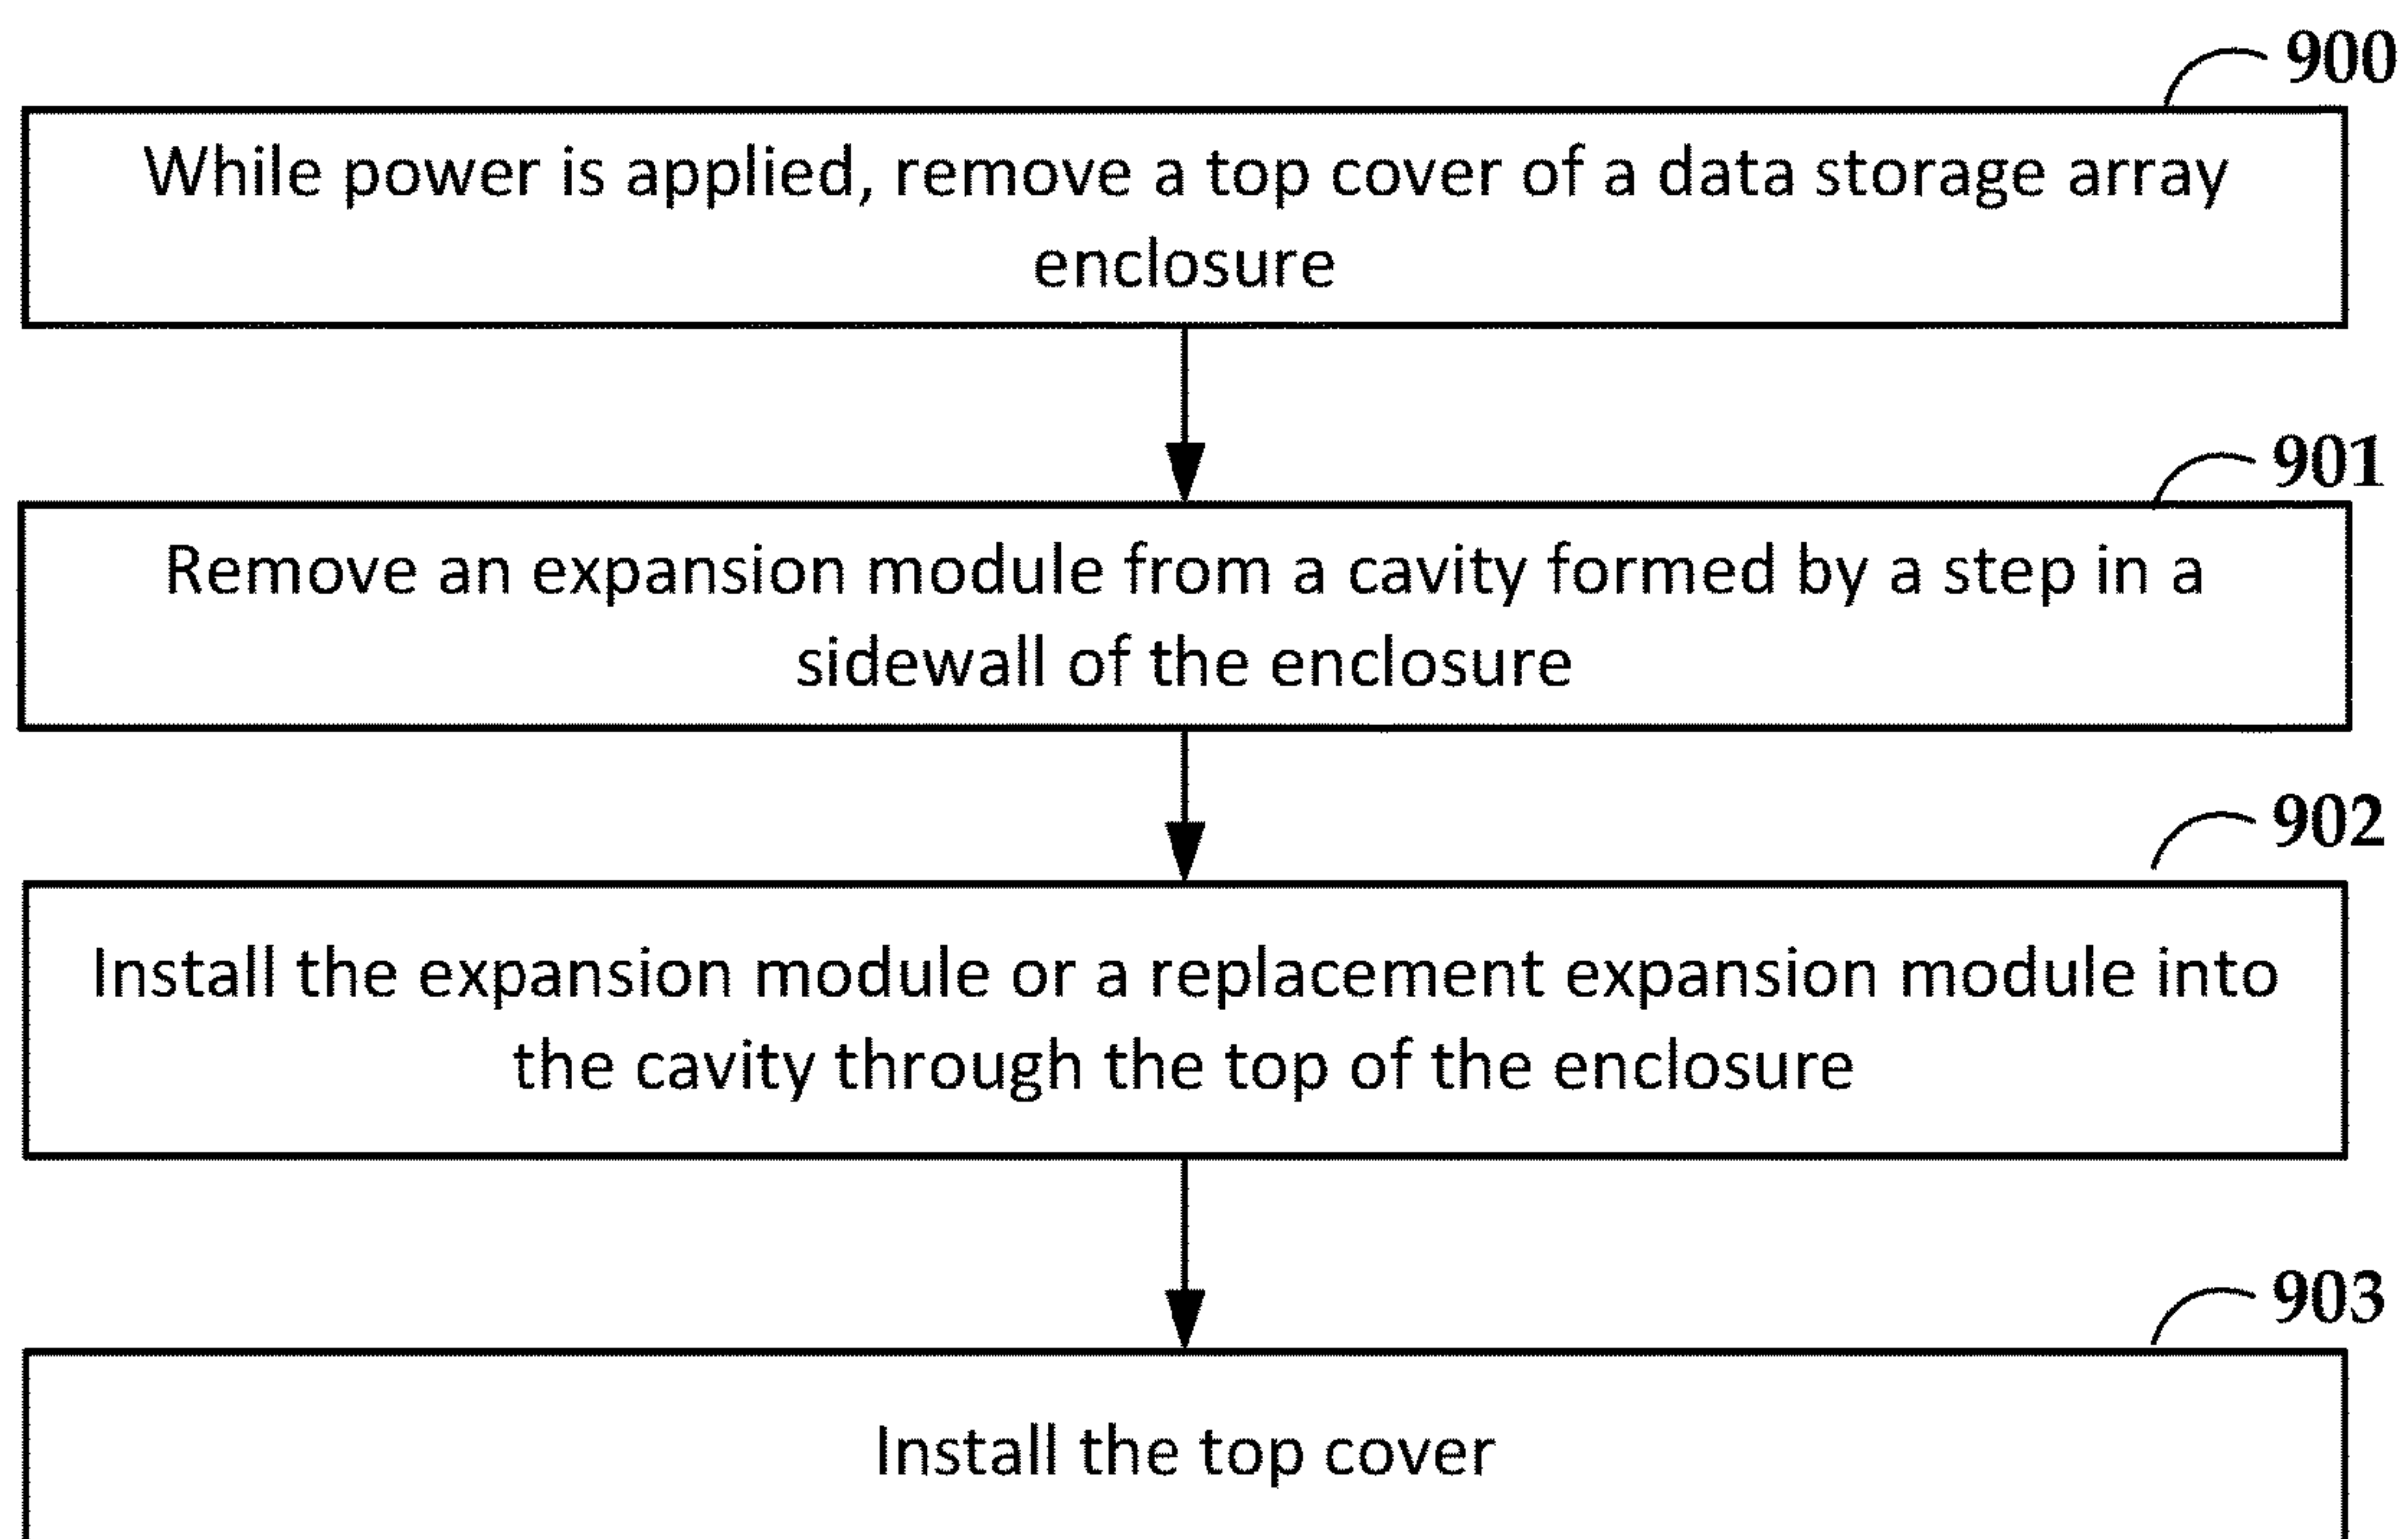 900
While power is applied, remove a top cover of a data storage array
enclosure
901
Remove an expansion module from a cavity formed by a step in a
sidewall of the enclosure
902
Install the expansion module or a replacement expansion module into
the cavity through the top of the enclosure
903
Install the top cover